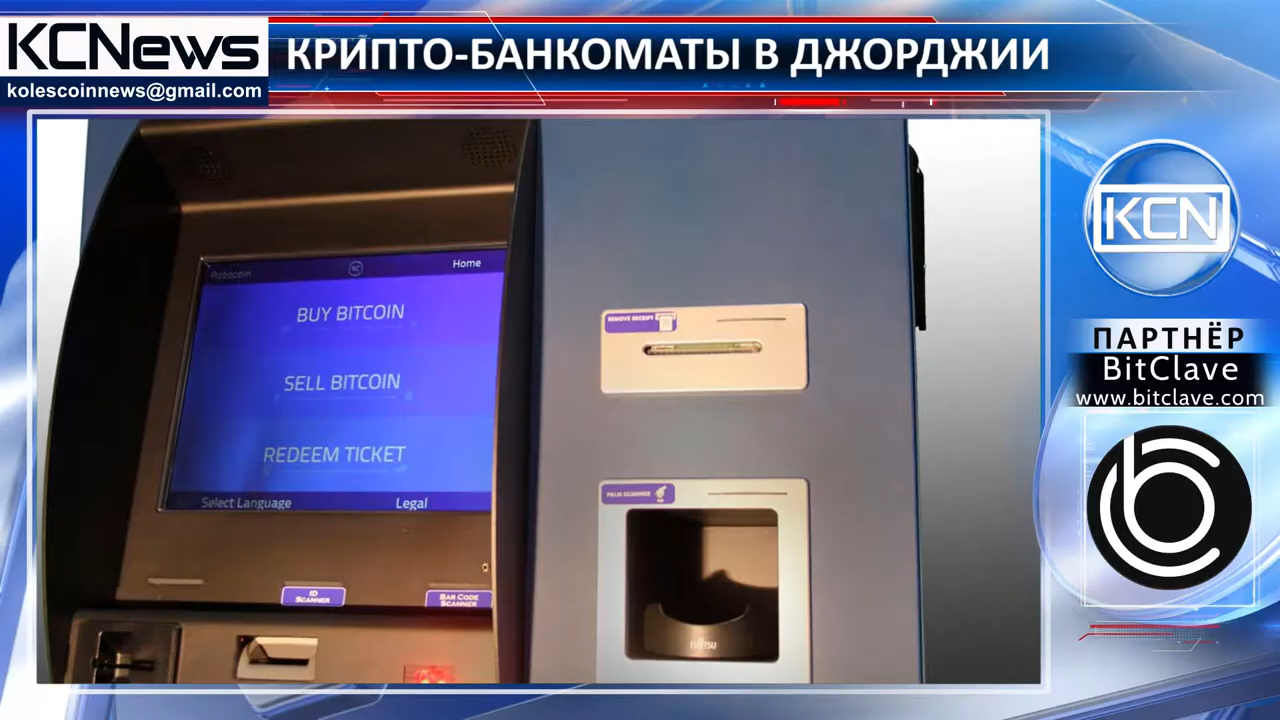 KCNews
kolescoinnews@gmail.com
КРИПТО-БАНКОМАТЫ В ДЖОРДЖИИ
Robocoin
Home
BUY BITCOIN
SELL BITCOIN
REDEEM TICKET
Select Language
Legal
REMOVE RECEIPT
PALM SCANNER
ID
SCANNER
BAR CODE
SCANNER
FUJITSU
KCN
ПАРТНЁР
BitClave
www.bitclave.com